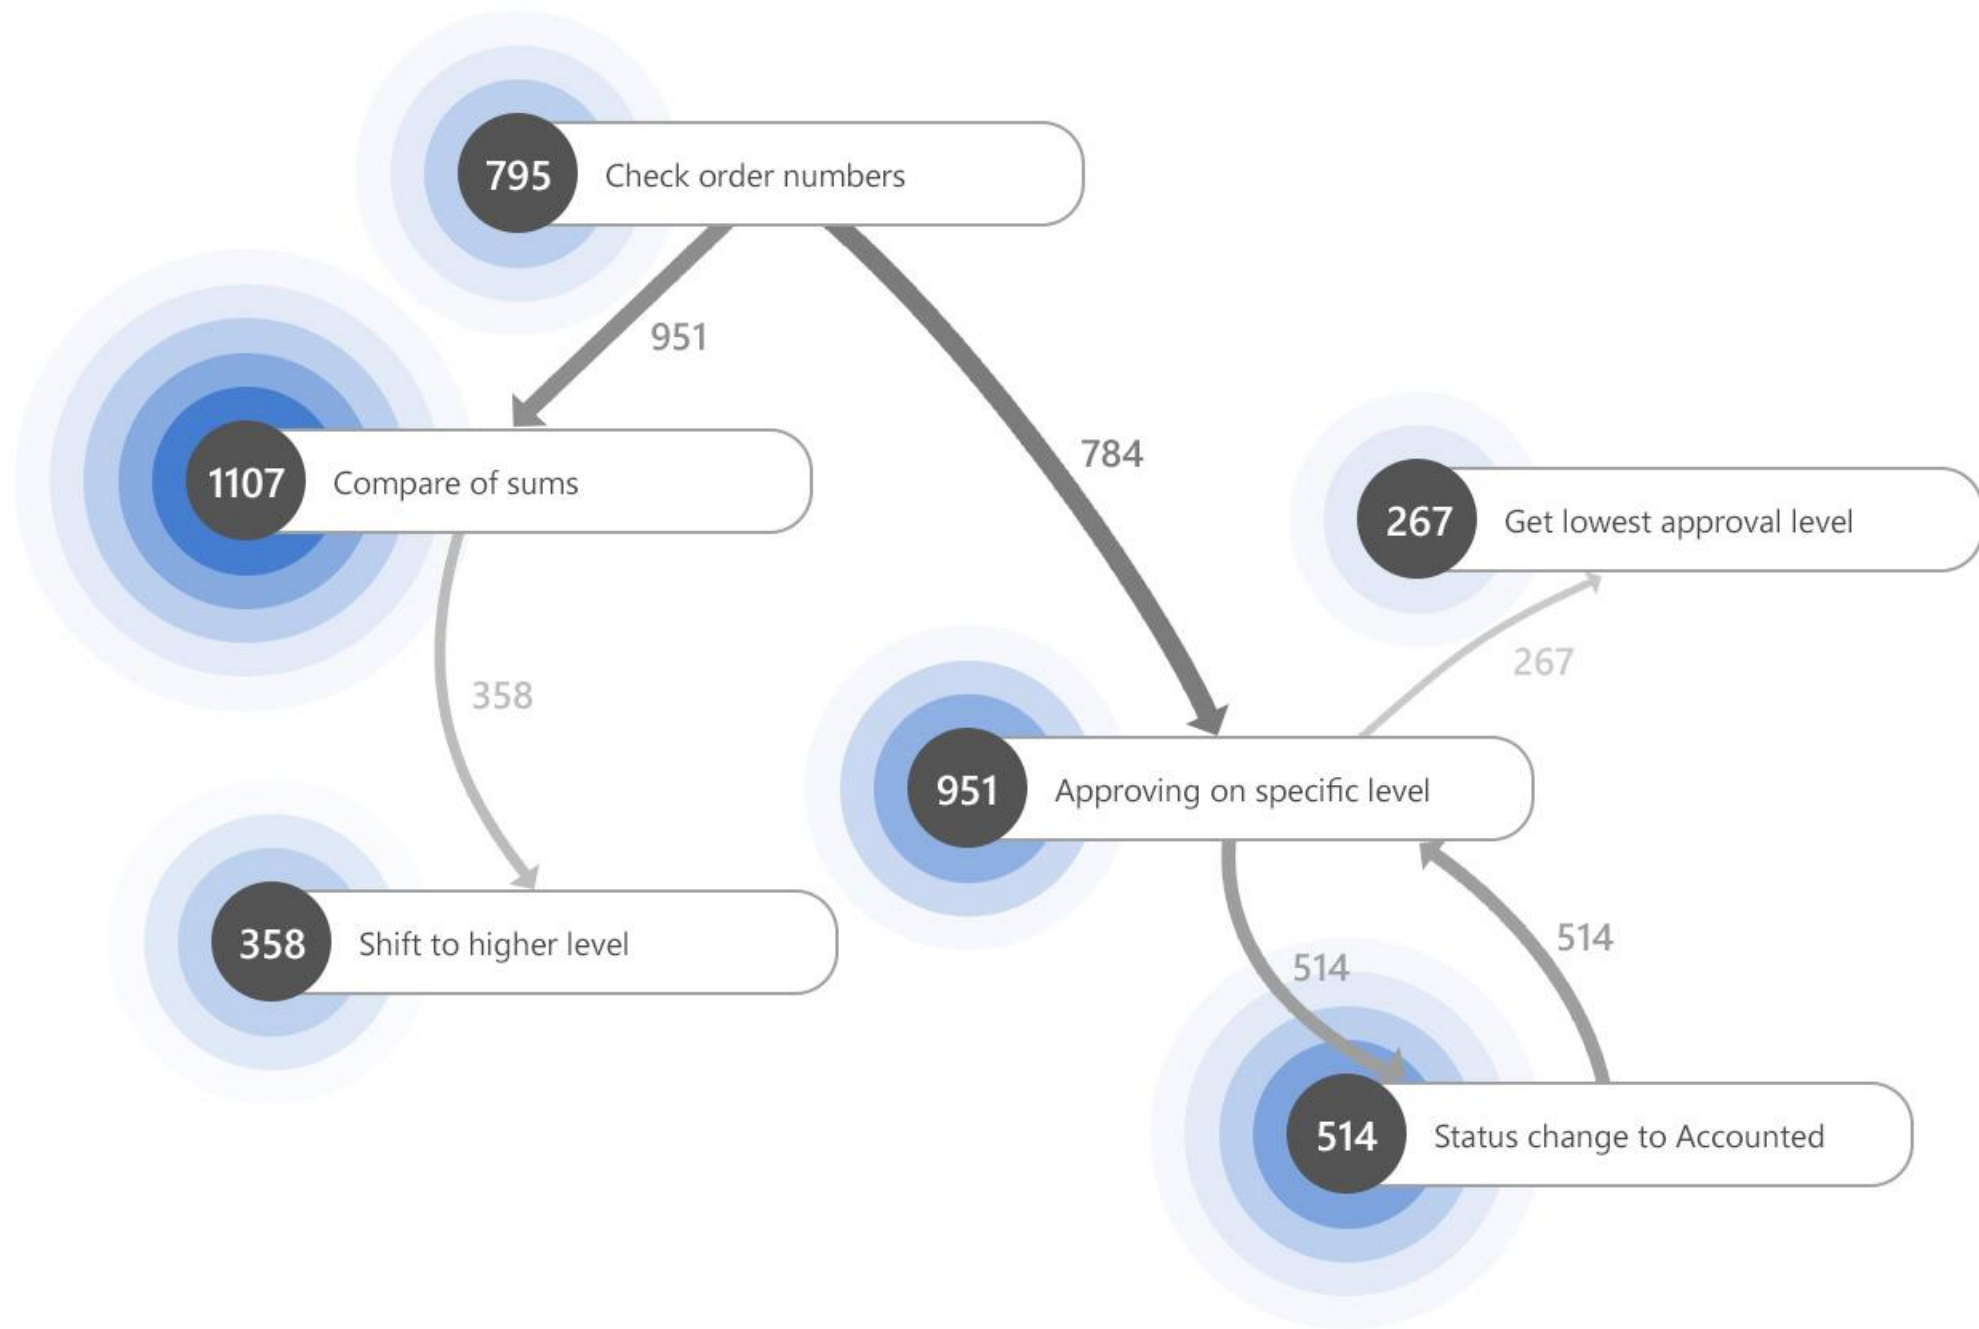 795 Check order numbers
951
784
1107 Compare of sums
267 Get lowest approval level
267
358
951 Approving on specific level
358 Shift to higher level
514
514
514 Status change to Accounted